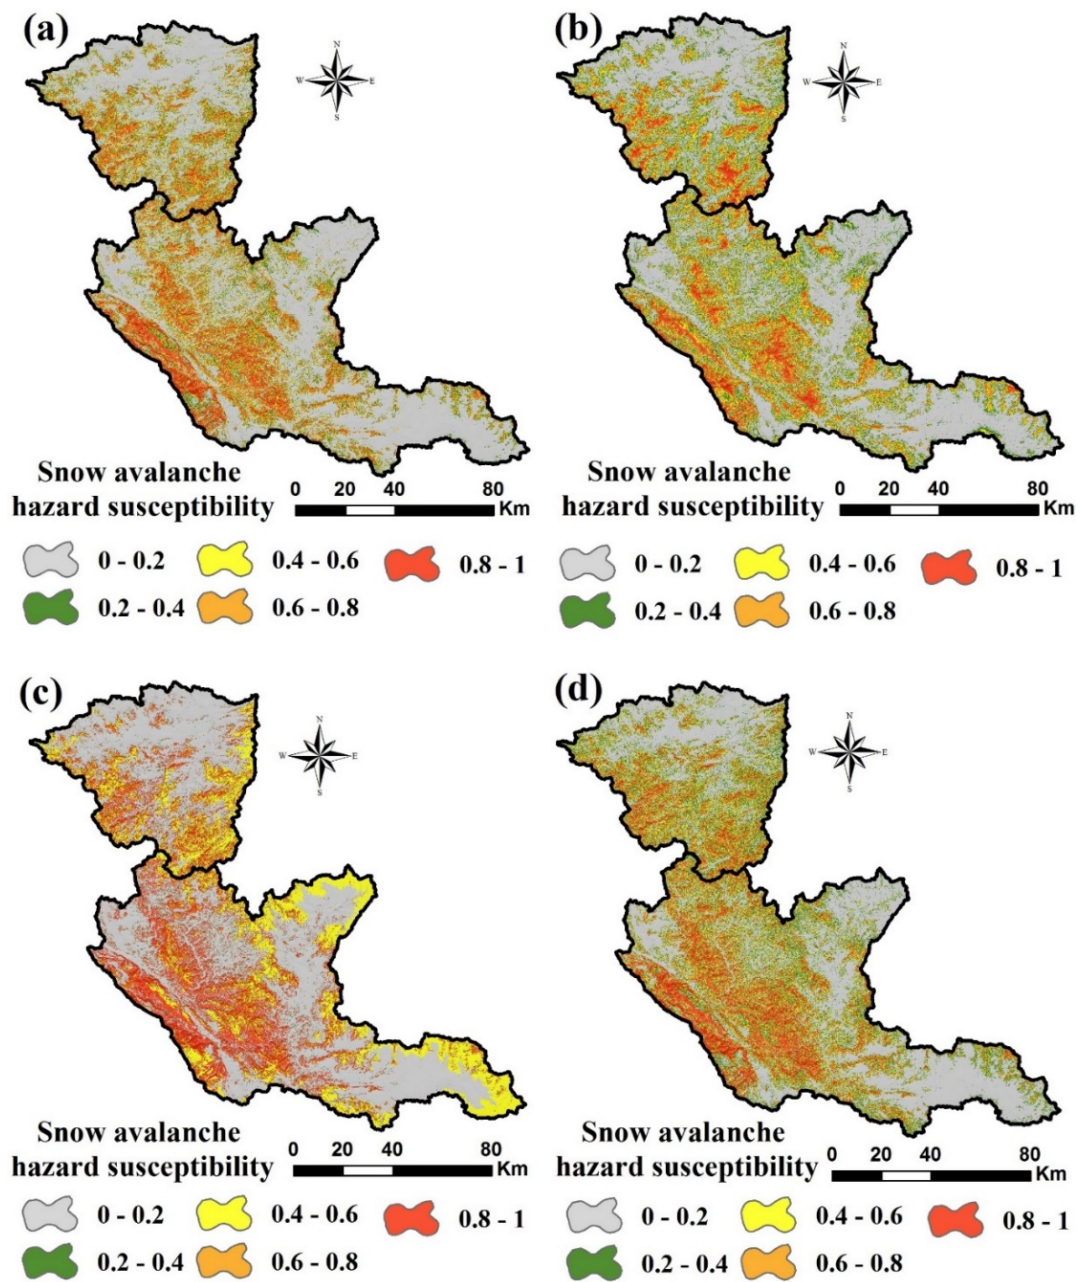 (a)
N
W E
S
(b)
N
W E
S
Snow avalanche
hazard susceptibility
0 20 40 80
Km
0 - 0.2
0.4 - 0.6
0.8 - 1
0.2 - 0.4
0.6 - 0.8
Snow avalanche
hazard susceptibility
0 20 40 80
Km
0 - 0.2
0.4 - 0.6
0.8 - 1
0.2 - 0.4
0.6 - 0.8
(c)
N
W E
S
(d)
N
W E
S
Snow avalanche
hazard susceptibility
0 20 40 80
Km
0 - 0.2
0.4 - 0.6
0.8 - 1
0.2 - 0.4
0.6 - 0.8
Snow avalanche
hazard susceptibility
0 20 40 80
Km
0 - 0.2
0.4 - 0.6
0.8 - 1
0.2 - 0.4
0.6 - 0.8